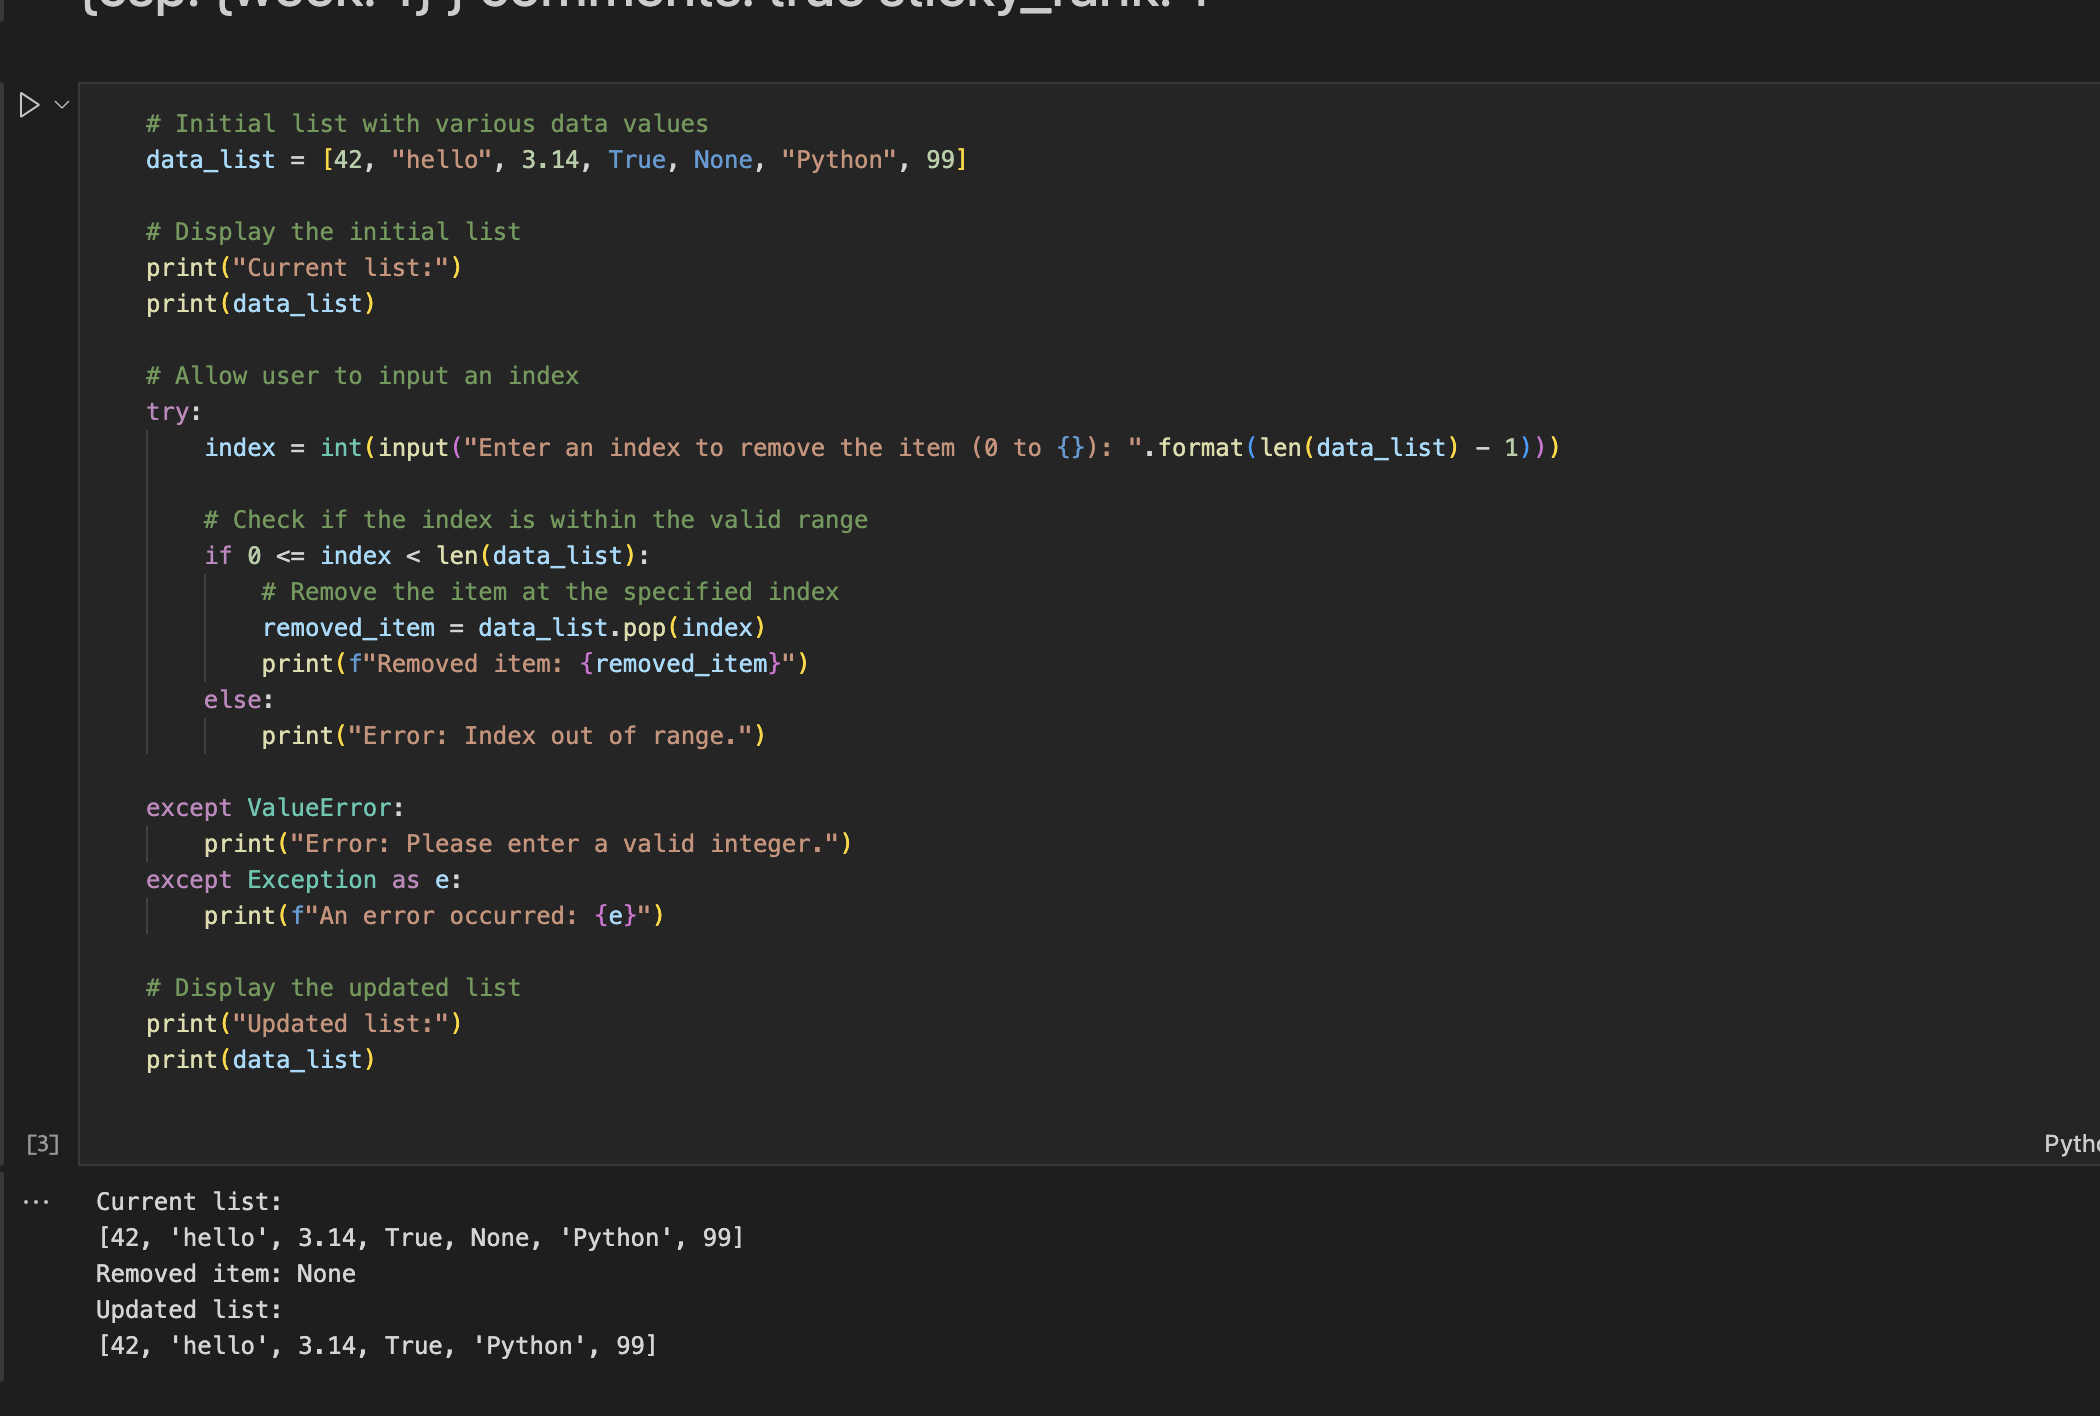 comments: true sticky_rank: 1
# Initial list with various data values
data_list = [42, "hello", 3.14, True, None, "Python", 99]
# Display the initial list
print("Current list:")
print(data_list)
# Allow user to input an index
try:
    index = int(input("Enter an index to remove the item (0 to {}): ".format(len(data_list) - 1)))
    # Check if the index is within the valid range
    if 0 <= index < len(data_list):
        # Remove the item at the specified index
        removed_item = data_list.pop(index)
        print(f"Removed item: {removed_item}")
    else:
        print("Error: Index out of range.")
except ValueError:
    print("Error: Please enter a valid integer.")
except Exception as e:
    print(f"An error occurred: {e}")
# Display the updated list
print("Updated list:")
print(data_list)
[3]
...
Current list:
[42, 'hello', 3.14, True, None, 'Python', 99]
Removed item: None
Updated list:
[42, 'hello', 3.14, True, 'Python', 99]